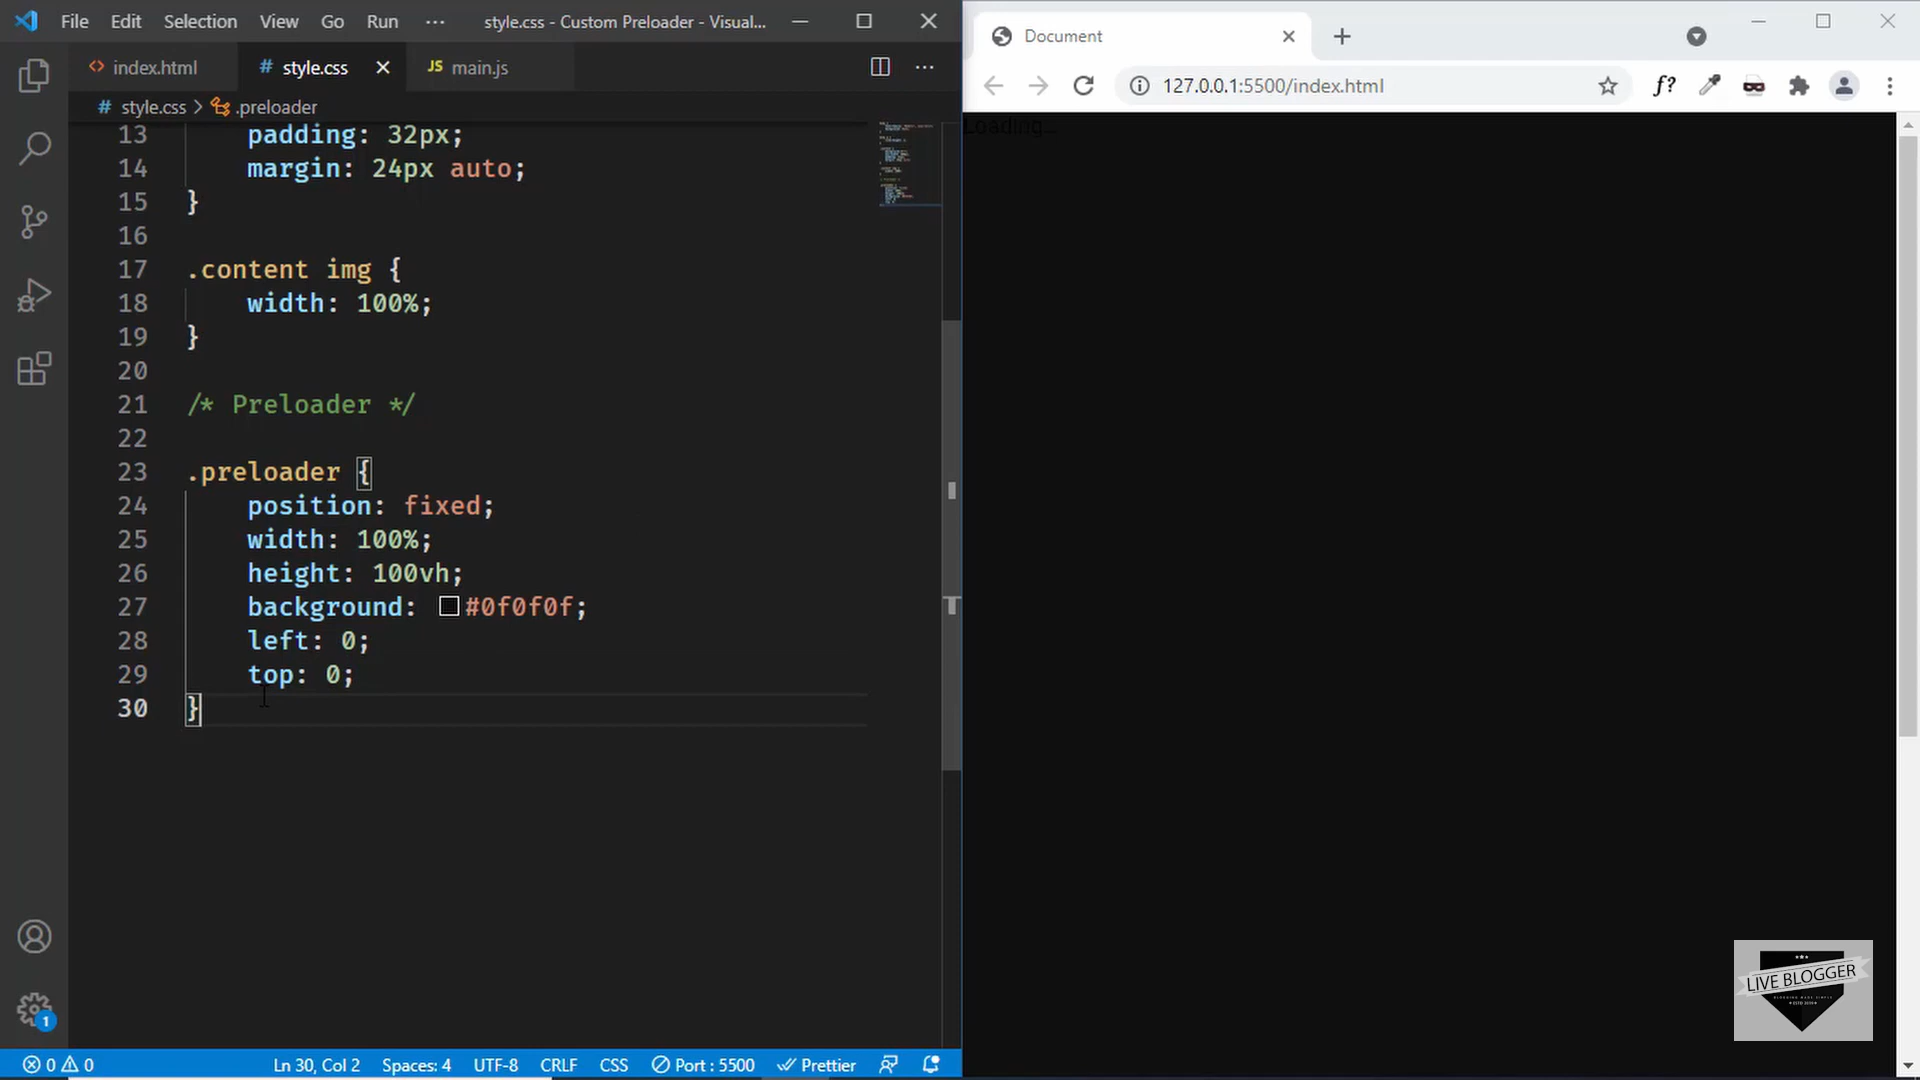 File Edit Selection View Go Run ··· style.css - Custom Preloader - Visual...
index.html # style.css JS main.js ···
# style.css > .preloader
13 padding: 32px;
14 margin: 24px auto;
15 }
16
17 .content img {
18 width: 100%;
19 }
20
21 /* Preloader */
22
23 .preloader {
24 position: fixed;
25 width: 100%;
26 height: 100vh;
27 background: #0f0f0f;
28 left: 0;
29 top: 0;
30 }
1
0 0 Ln 30, Col 2 Spaces: 4 UTF-8 CRLF CSS Port : 5500 Prettier
Document
127.0.0.1:5500/index.html f?
Loading...
LIVE BLOGGER